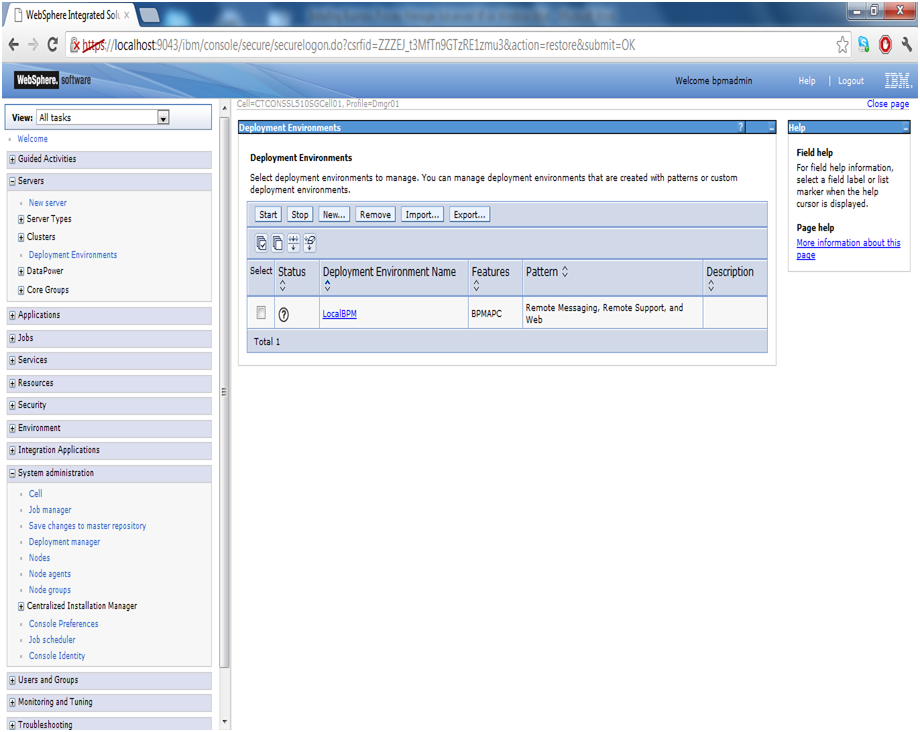 WebSphere Integrated Solu
https://localhost:9043/ibm/console/secure/securelogon.do?csrfid=ZZZEJ_t3MfTn9GTzRE1zmu3&action=restore&submit=OK
WebSphere. software
Welcome bpmadmin
Help | Logout
IBM.
Cell=CTCONSSL510SGCell01, Profile=Dmgr01
Close page
View: All tasks
Welcome
Guided Activities
Servers
New server
Server Types
Clusters
Deployment Environments
DataPower
Core Groups
Applications
Jobs
Services
Resources
Security
Environment
Integration Applications
System administration
Cell
Job manager
Save changes to master repository
Deployment manager
Nodes
Node agents
Node groups
Centralized Installation Manager
Console Preferences
Job scheduler
Console Identity
Users and Groups
Monitoring and Tuning
Troubleshooting
Deployment Environments
?
Deployment Environments
Select deployment environments to manage. You can manage deployment environments that are created with patterns or custom
deployment environments.
Start Stop New... Remove Import... Export...
Select Status Deployment Environment Name Features Pattern Description
LocalBPM BPMAPC Remote Messaging, Remote Support, and
Web
Total 1
Help
Field help
For field help information,
select a field label or list
marker when the help
cursor is displayed.
Page help
More information about this
page